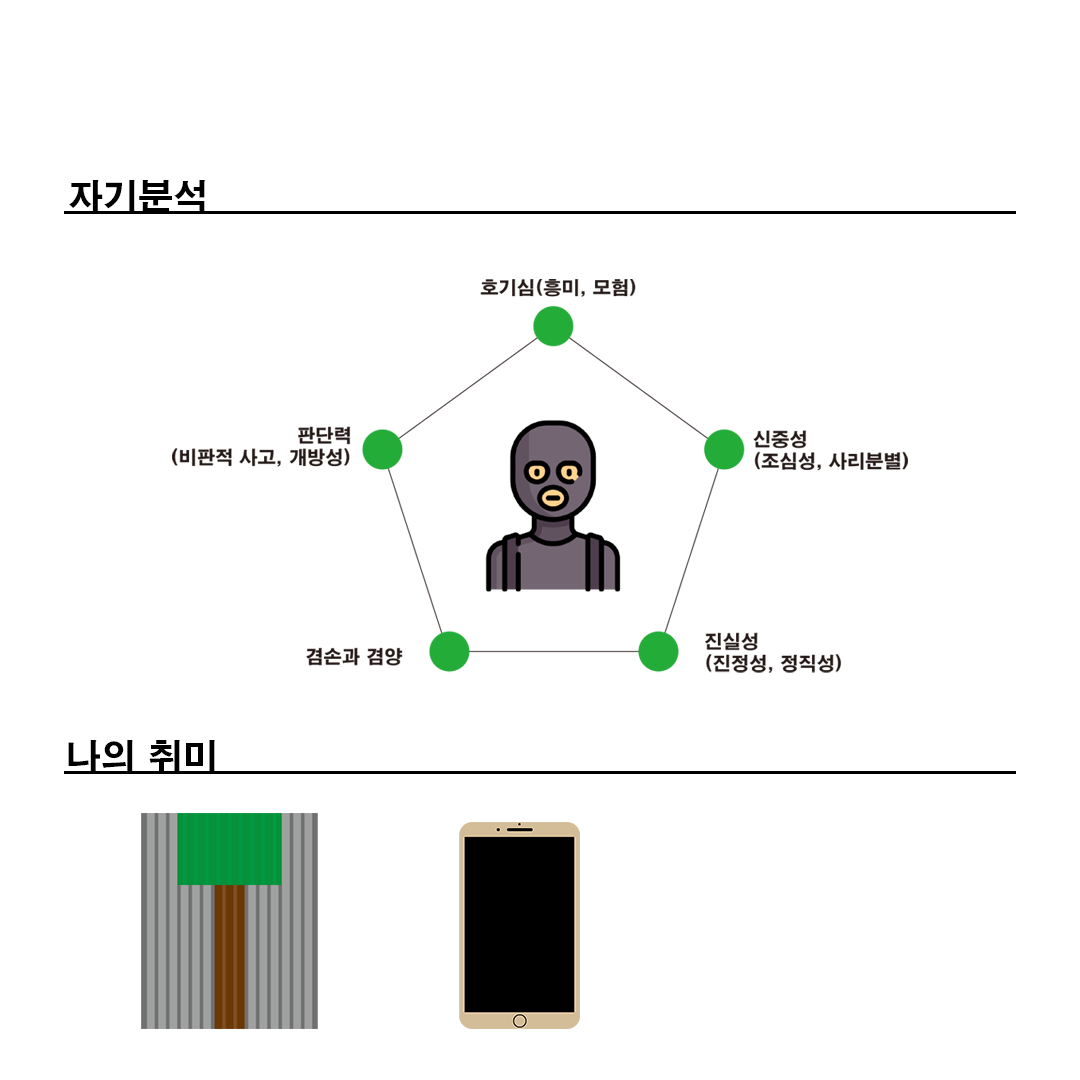 자기분석
호기심(흥미, 모험)
판단력
(비판적 사고, 개방성)
신중성
(조심성, 사리분별)
겸손과 겸양
진실성
(진정성, 정직성)
나의 취미